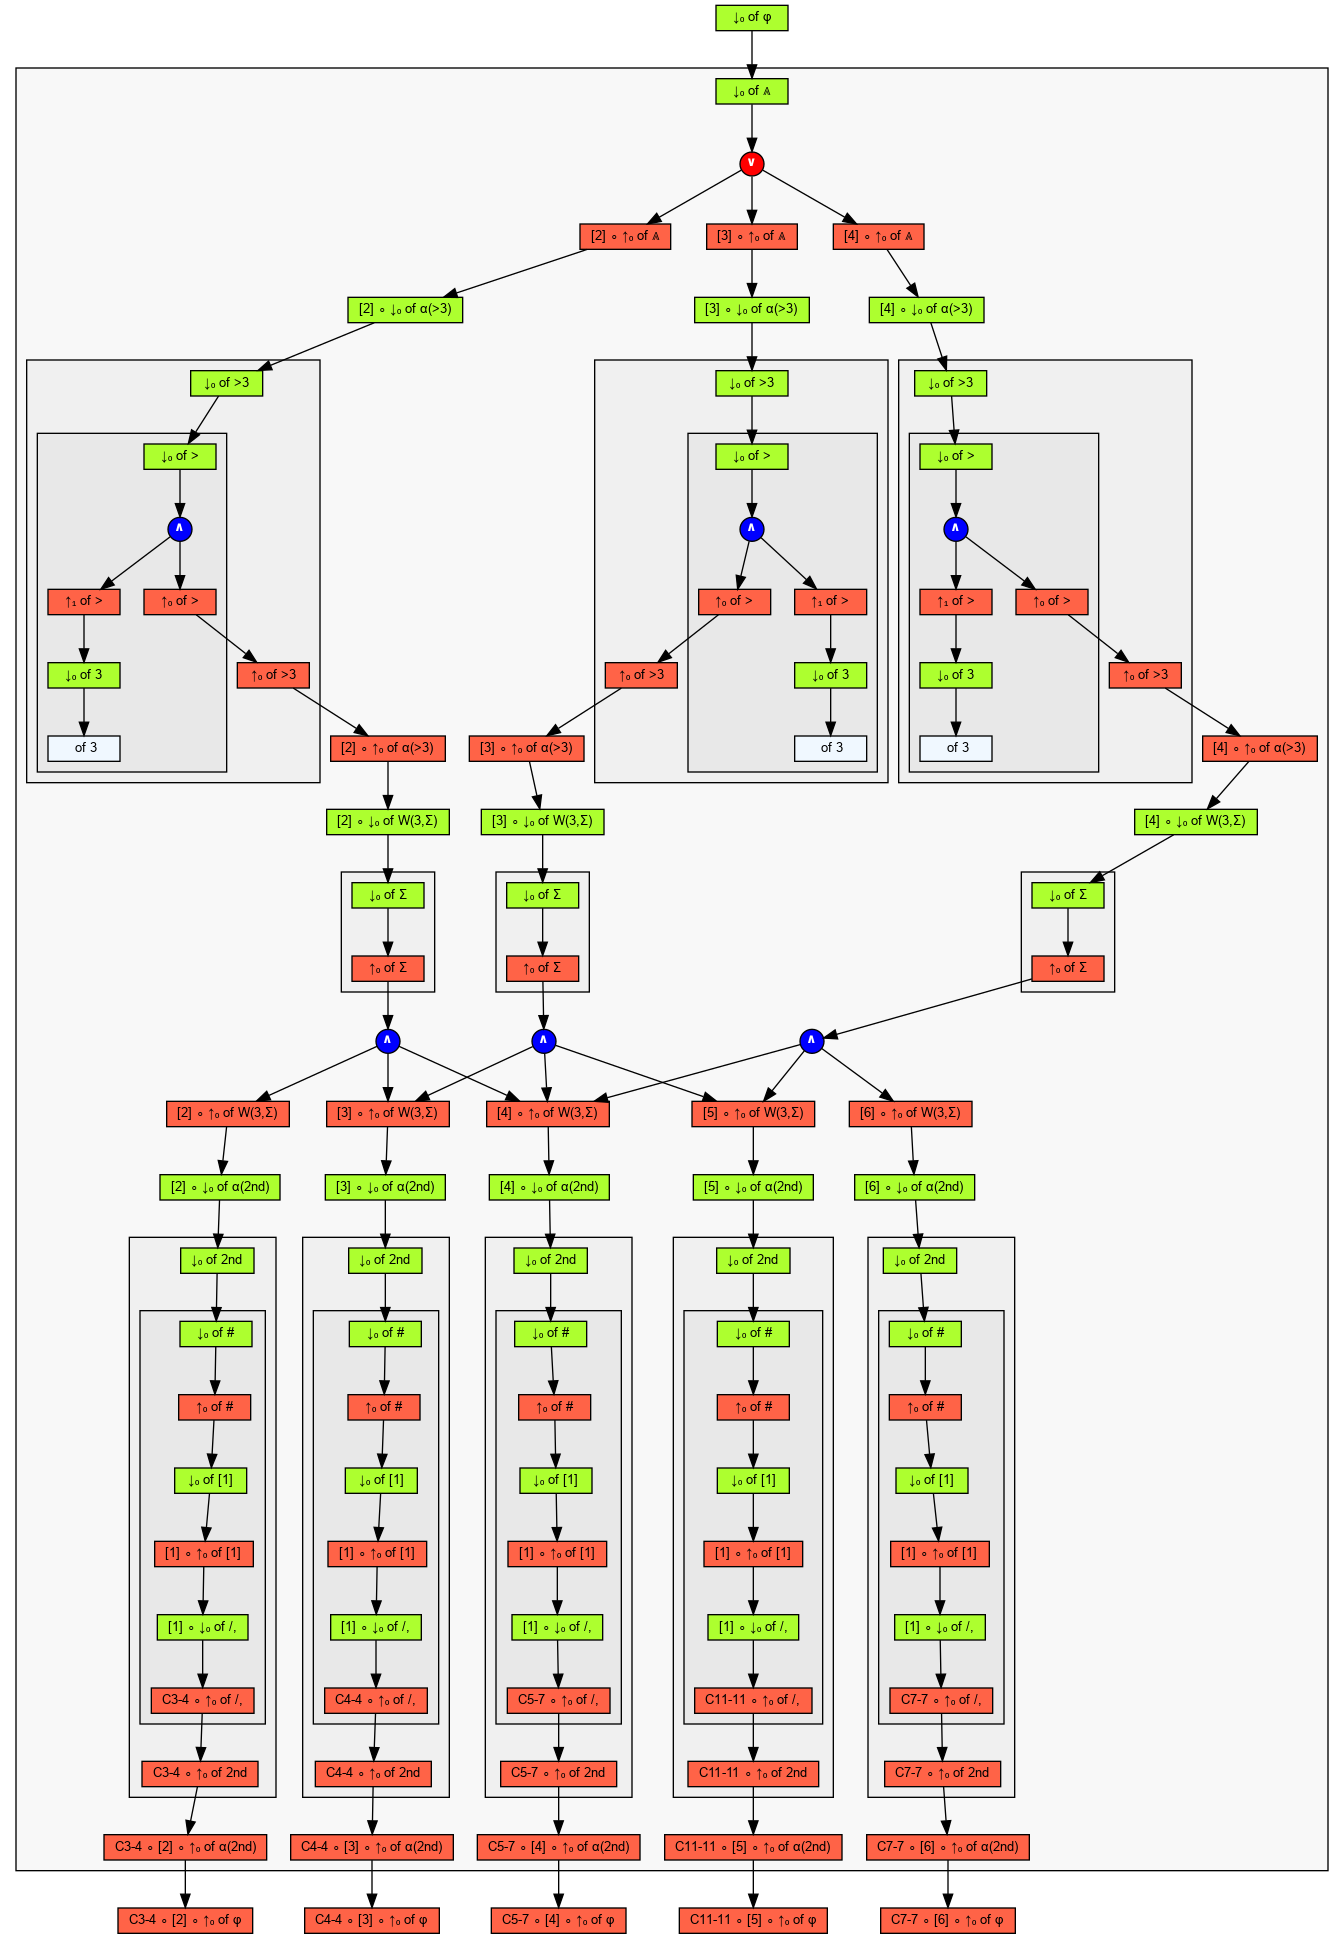 ↓₀ of φ
↓₀ of 𝔸
∨
[2] ∘ ↑₀ of 𝔸 [3] ∘ ↑₀ of 𝔸 [4] ∘ ↑₀ of 𝔸
[2] ∘ ↓₀ of α(>3) [3] ∘ ↓₀ of α(>3) [4] ∘ ↓₀ of α(>3)
↓₀ of >3 ↓₀ of >3 ↓₀ of >3
↓₀ of > ↓₀ of > ↓₀ of >
∧ ∧ ∧
↑₁ of > ↑₀ of > ↑₀ of > ↑₁ of > ↑₁ of > ↑₀ of >
↓₀ of 3 ↑₀ of >3 ↑₀ of >3 ↓₀ of 3 ↓₀ of 3 ↑₀ of >3
of 3 [2] ∘ ↑₀ of α(>3) [3] ∘ ↑₀ of α(>3) of 3 of 3 [4] ∘ ↑₀ of α(>3)
[2] ∘ ↓₀ of W(3,Σ) [3] ∘ ↓₀ of W(3,Σ) [4] ∘ ↓₀ of W(3,Σ)
↓₀ of Σ ↓₀ of Σ ↓₀ of Σ
↑₀ of Σ ↑₀ of Σ ↑₀ of Σ
∧ ∧ ∧
[2] ∘ ↑₀ of W(3,Σ) [3] ∘ ↑₀ of W(3,Σ) [4] ∘ ↑₀ of W(3,Σ) [5] ∘ ↑₀ of W(3,Σ) [6] ∘ ↑₀ of W(3,Σ)
[2] ∘ ↓₀ of α(2nd) [3] ∘ ↓₀ of α(2nd) [4] ∘ ↓₀ of α(2nd) [5] ∘ ↓₀ of α(2nd) [6] ∘ ↓₀ of α(2nd)
↓₀ of 2nd ↓₀ of 2nd ↓₀ of 2nd ↓₀ of 2nd ↓₀ of 2nd
↓₀ of # ↓₀ of # ↓₀ of # ↓₀ of # ↓₀ of #
↑₀ of # ↑₀ of # ↑₀ of # ↑₀ of # ↑₀ of #
↓₀ of [1] ↓₀ of [1] ↓₀ of [1] ↓₀ of [1] ↓₀ of [1]
[1] ∘ ↑₀ of [1] [1] ∘ ↑₀ of [1] [1] ∘ ↑₀ of [1] [1] ∘ ↑₀ of [1] [1] ∘ ↑₀ of [1]
[1] ∘ ↓₀ of /, [1] ∘ ↓₀ of /, [1] ∘ ↓₀ of /, [1] ∘ ↓₀ of /, [1] ∘ ↓₀ of /,
C3-4 ∘ ↑₀ of /, C4-4 ∘ ↑₀ of /, C5-7 ∘ ↑₀ of /, C11-11 ∘ ↑₀ of /, C7-7 ∘ ↑₀ of /,
C3-4 ∘ ↑₀ of 2nd C4-4 ∘ ↑₀ of 2nd C5-7 ∘ ↑₀ of 2nd C11-11 ∘ ↑₀ of 2nd C7-7 ∘ ↑₀ of 2nd
C3-4 ∘ [2] ∘ ↑₀ of α(2nd) C4-4 ∘ [3] ∘ ↑₀ of α(2nd) C5-7 ∘ [4] ∘ ↑₀ of α(2nd) C11-11 ∘ [5] ∘ ↑₀ of α(2nd) C7-7 ∘ [6] ∘ ↑₀ of α(2nd)
C3-4 ∘ [2] ∘ ↑₀ of φ C4-4 ∘ [3] ∘ ↑₀ of φ C5-7 ∘ [4] ∘ ↑₀ of φ C11-11 ∘ [5] ∘ ↑₀ of φ C7-7 ∘ [6] ∘ ↑₀ of φ